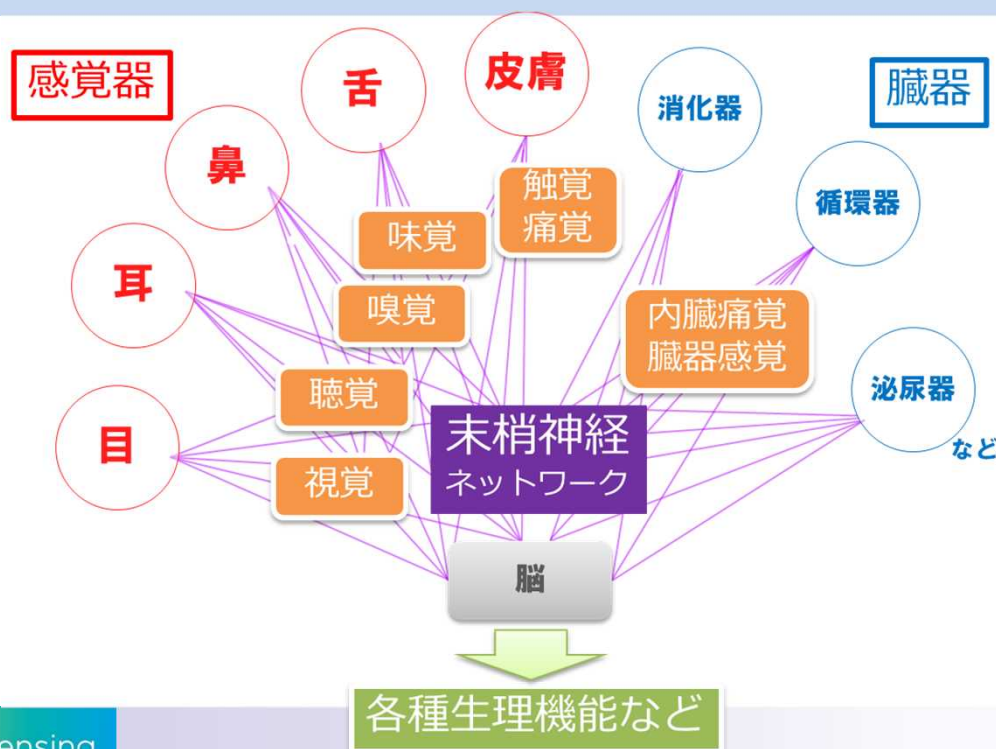 感覚器
舌
皮膚
消化器
臓器
鼻
循環器
耳
泌尿器
など
目
触覚
痛覚
味覚
嗅覚
聴覚
視覚
内臓痛覚
臓器感覚
末梢神経
ネットワーク
脳
各種生理機能など